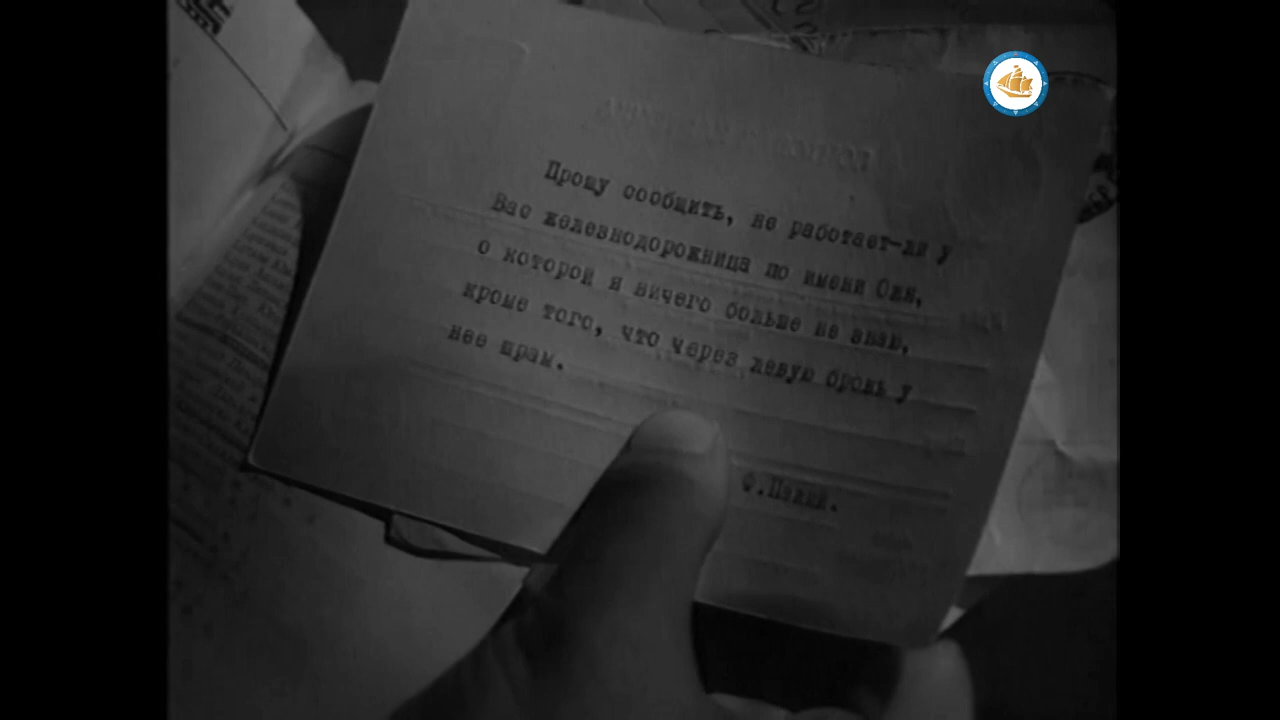 Прошу сообщить, не работает-ли у
Вас железнодорожница по имени Оля,
о которой я ничего больше не знаю,
кроме того, что через левую бровь у
нее шрам.